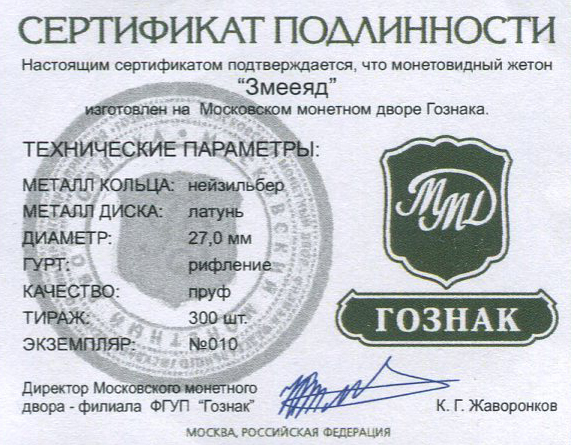 СЕРТИФИКАТ ПОДЛИННОСТИ
Настоящим сертификатом подтверждается, что монетовидный жетон
“Змееяд”
изготовлен на Московском монетном дворе Гознака.
ТЕХНИЧЕСКИЕ ПАРАМЕТРЫ:
МЕТАЛЛ КОЛЬЦА: нейзильбер
МЕТАЛЛ ДИСКА: латунь
ДИАМЕТР: 27,0 мм
ГУРТ: рифление
КАЧЕСТВО: пруф
ТИРАЖ: 300 шт.
ЭКЗЕМПЛЯР: №010
ММД
ГОЗНАК
Директор Московского монетного
двора - филиала ФГУП “Гознак”
К. Г. Жаворонков
МОСКВА, РОССИЙСКАЯ ФЕДЕРАЦИЯ